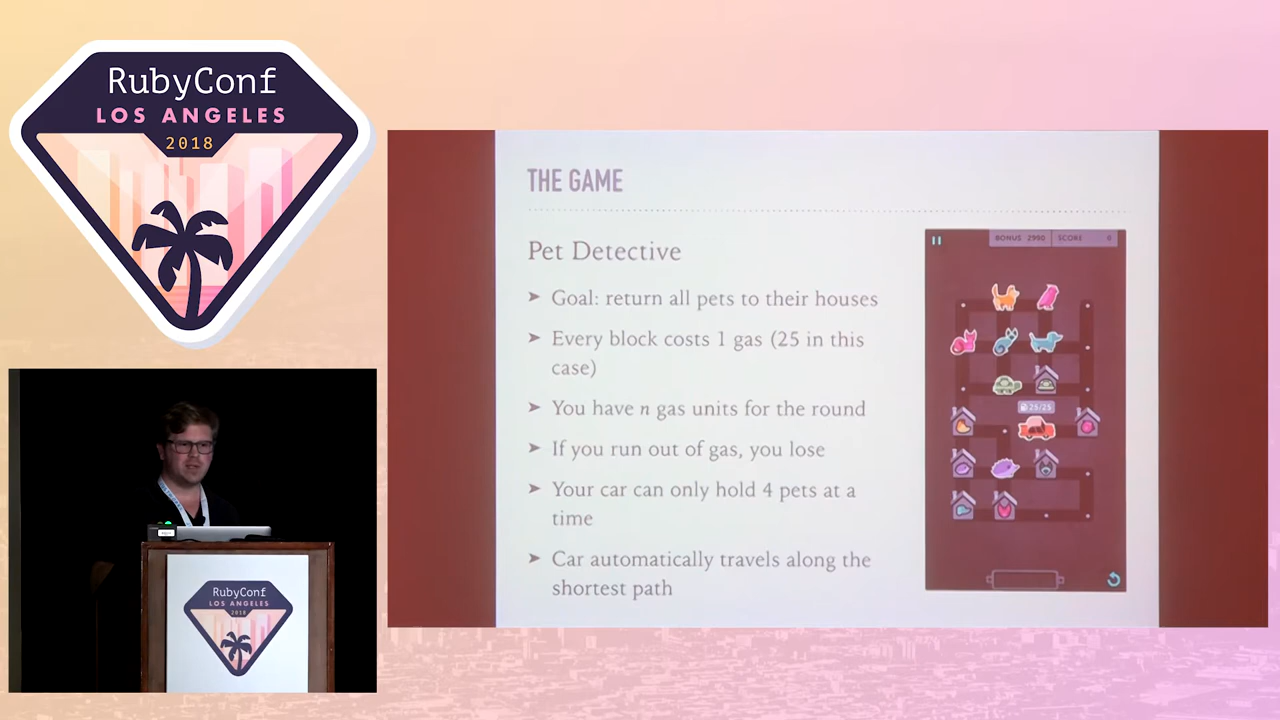 RubyConf
LOS ANGELES
2018
THE GAME
Pet Detective
➤ Goal: return all pets to their houses
➤ Every block costs 1 gas (25 in this
case)
➤ You have n gas units for the round
➤ If you run out of gas, you lose
➤ Your car can only hold 4 pets at a
time
➤ Car automatically travels along the
shortest path
BONUS 2990
SCORE 0
25/25
RubyConf
LOS ANGELES
2018